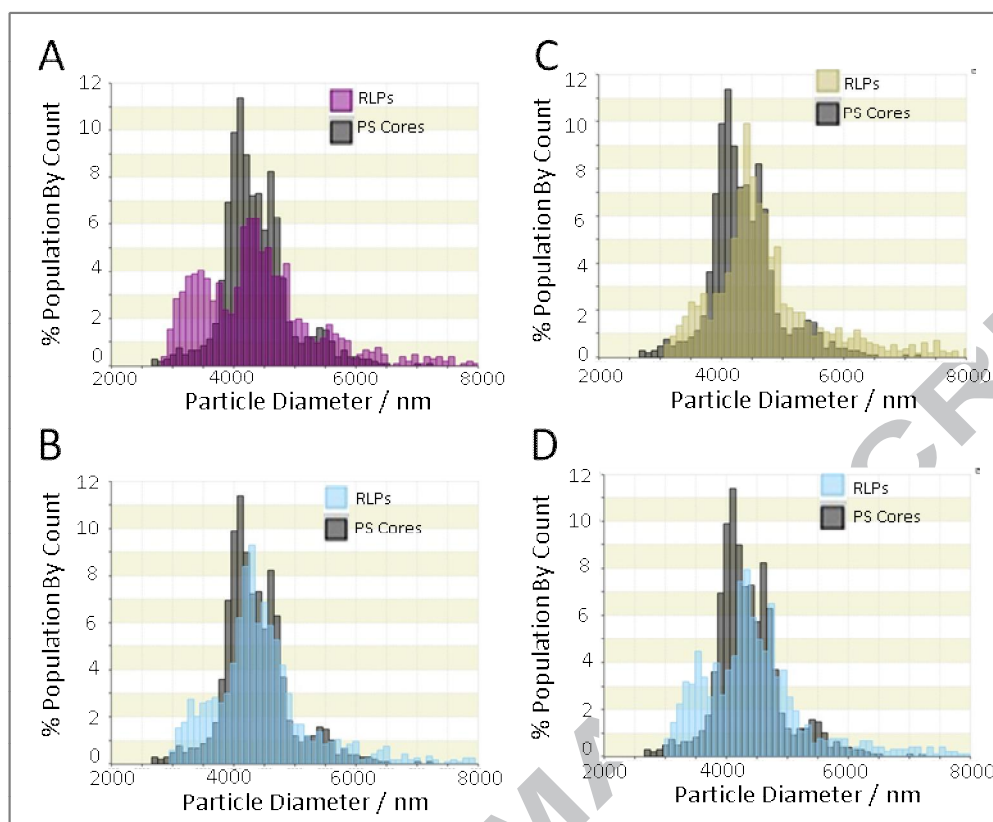 A
% Population By Count
12
10
8
6
4
2
0
RLPs
PS Cores
2000 4000 6000 8000
Particle Diameter / nm
C
% Population By Count
12
10
8
6
4
2
0
RLPs
PS Cores
2000 4000 6000 8000
Particle Diameter / nm
B
% Population By Count
12
10
8
6
4
2
0
RLPs
PS Cores
2000 4000 6000 8000
Particle Diameter / nm
D
% Population By Count
12
10
8
6
4
2
0
RLPs
PS Cores
2000 4000 6000 8000
Particle Diameter / nm